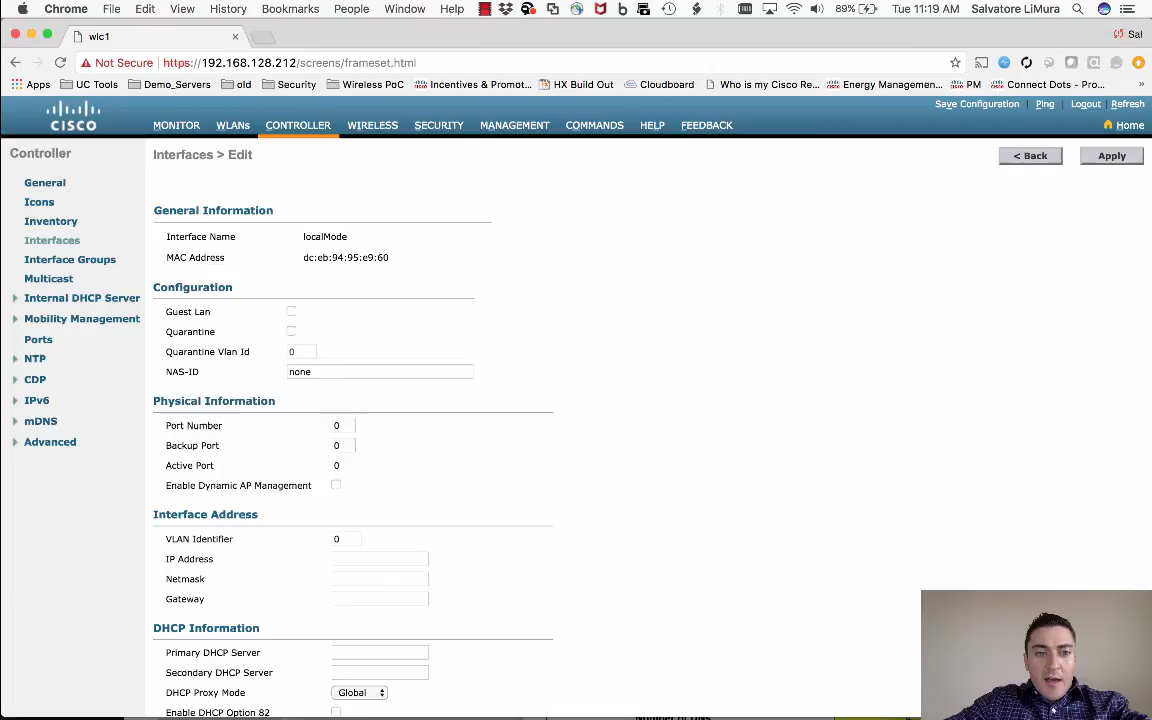 Chrome File Edit View History Bookmarks People Window Help 89% Tue 11:19 AM Salvatore LiMura
wlc1 Sal
Not Secure https://192.168.128.212/screens/frameset.html
Apps UC Tools Demo_Servers old Security Wireless PoC Incentives & Promot... HX Build Out Cloudboard Who is my Cisco Re... Energy Managemen... PM Connect Dots - Pro... »
Save Configuration Ping Logout Refresh
CISCO MONITOR WLANs CONTROLLER WIRELESS SECURITY MANAGEMENT COMMANDS HELP FEEDBACK Home
Controller
General
Icons
Inventory
Interfaces
Interface Groups
Multicast
Internal DHCP Server
Mobility Management
Ports
NTP
CDP
IPv6
mDNS
Advanced
Interfaces > Edit < Back Apply
General Information
Interface Name localMode
MAC Address dc:eb:94:95:e9:60
Configuration
Guest Lan
Quarantine
Quarantine Vlan Id 0
NAS-ID none
Physical Information
Port Number 0
Backup Port 0
Active Port 0
Enable Dynamic AP Management
Interface Address
VLAN Identifier 0
IP Address
Netmask
Gateway
DHCP Information
Primary DHCP Server
Secondary DHCP Server
DHCP Proxy Mode Global
Enable DHCP Option 82